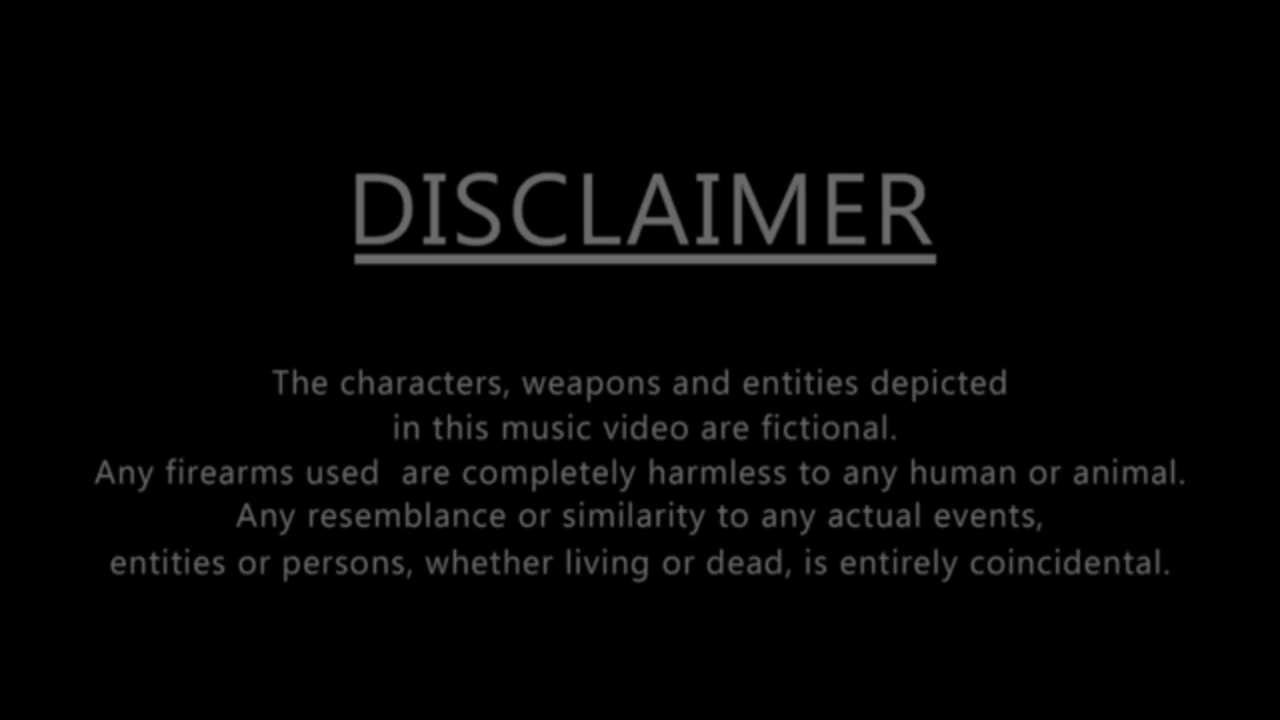 DISCLAIMER
The characters, weapons and entities depicted
in this music video are fictional.
Any firearms used  are completely harmless to any human or animal.
Any resemblance or similarity to any actual events,
entities or persons, whether living or dead, is entirely coincidental.